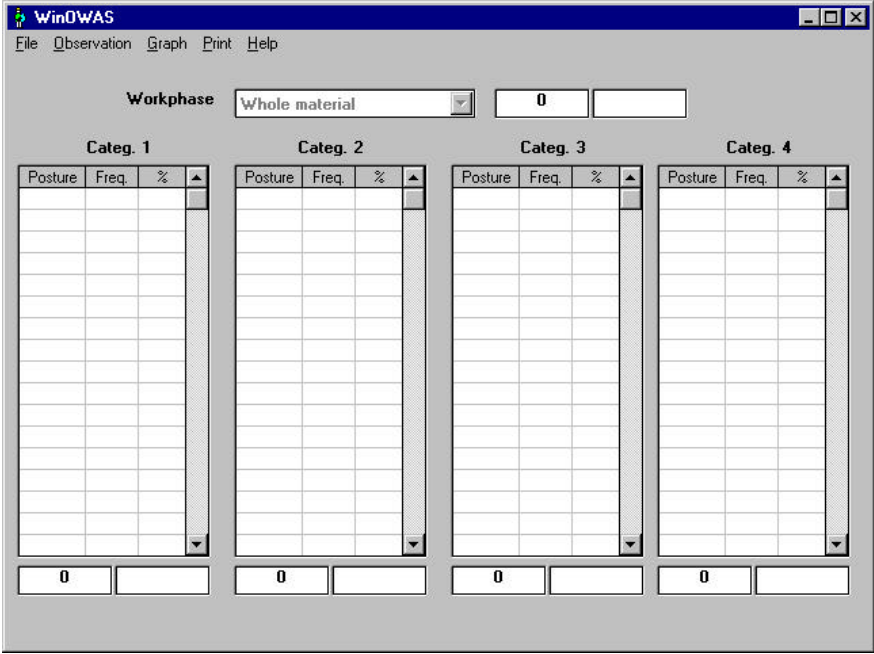 WinOWAS
File Observation Graph Print Help
Workphase Whole material 0
Categ. 1 Categ. 2 Categ. 3 Categ. 4
Posture Freq. % Posture Freq. % Posture Freq. % Posture Freq. %
0 0 0 0